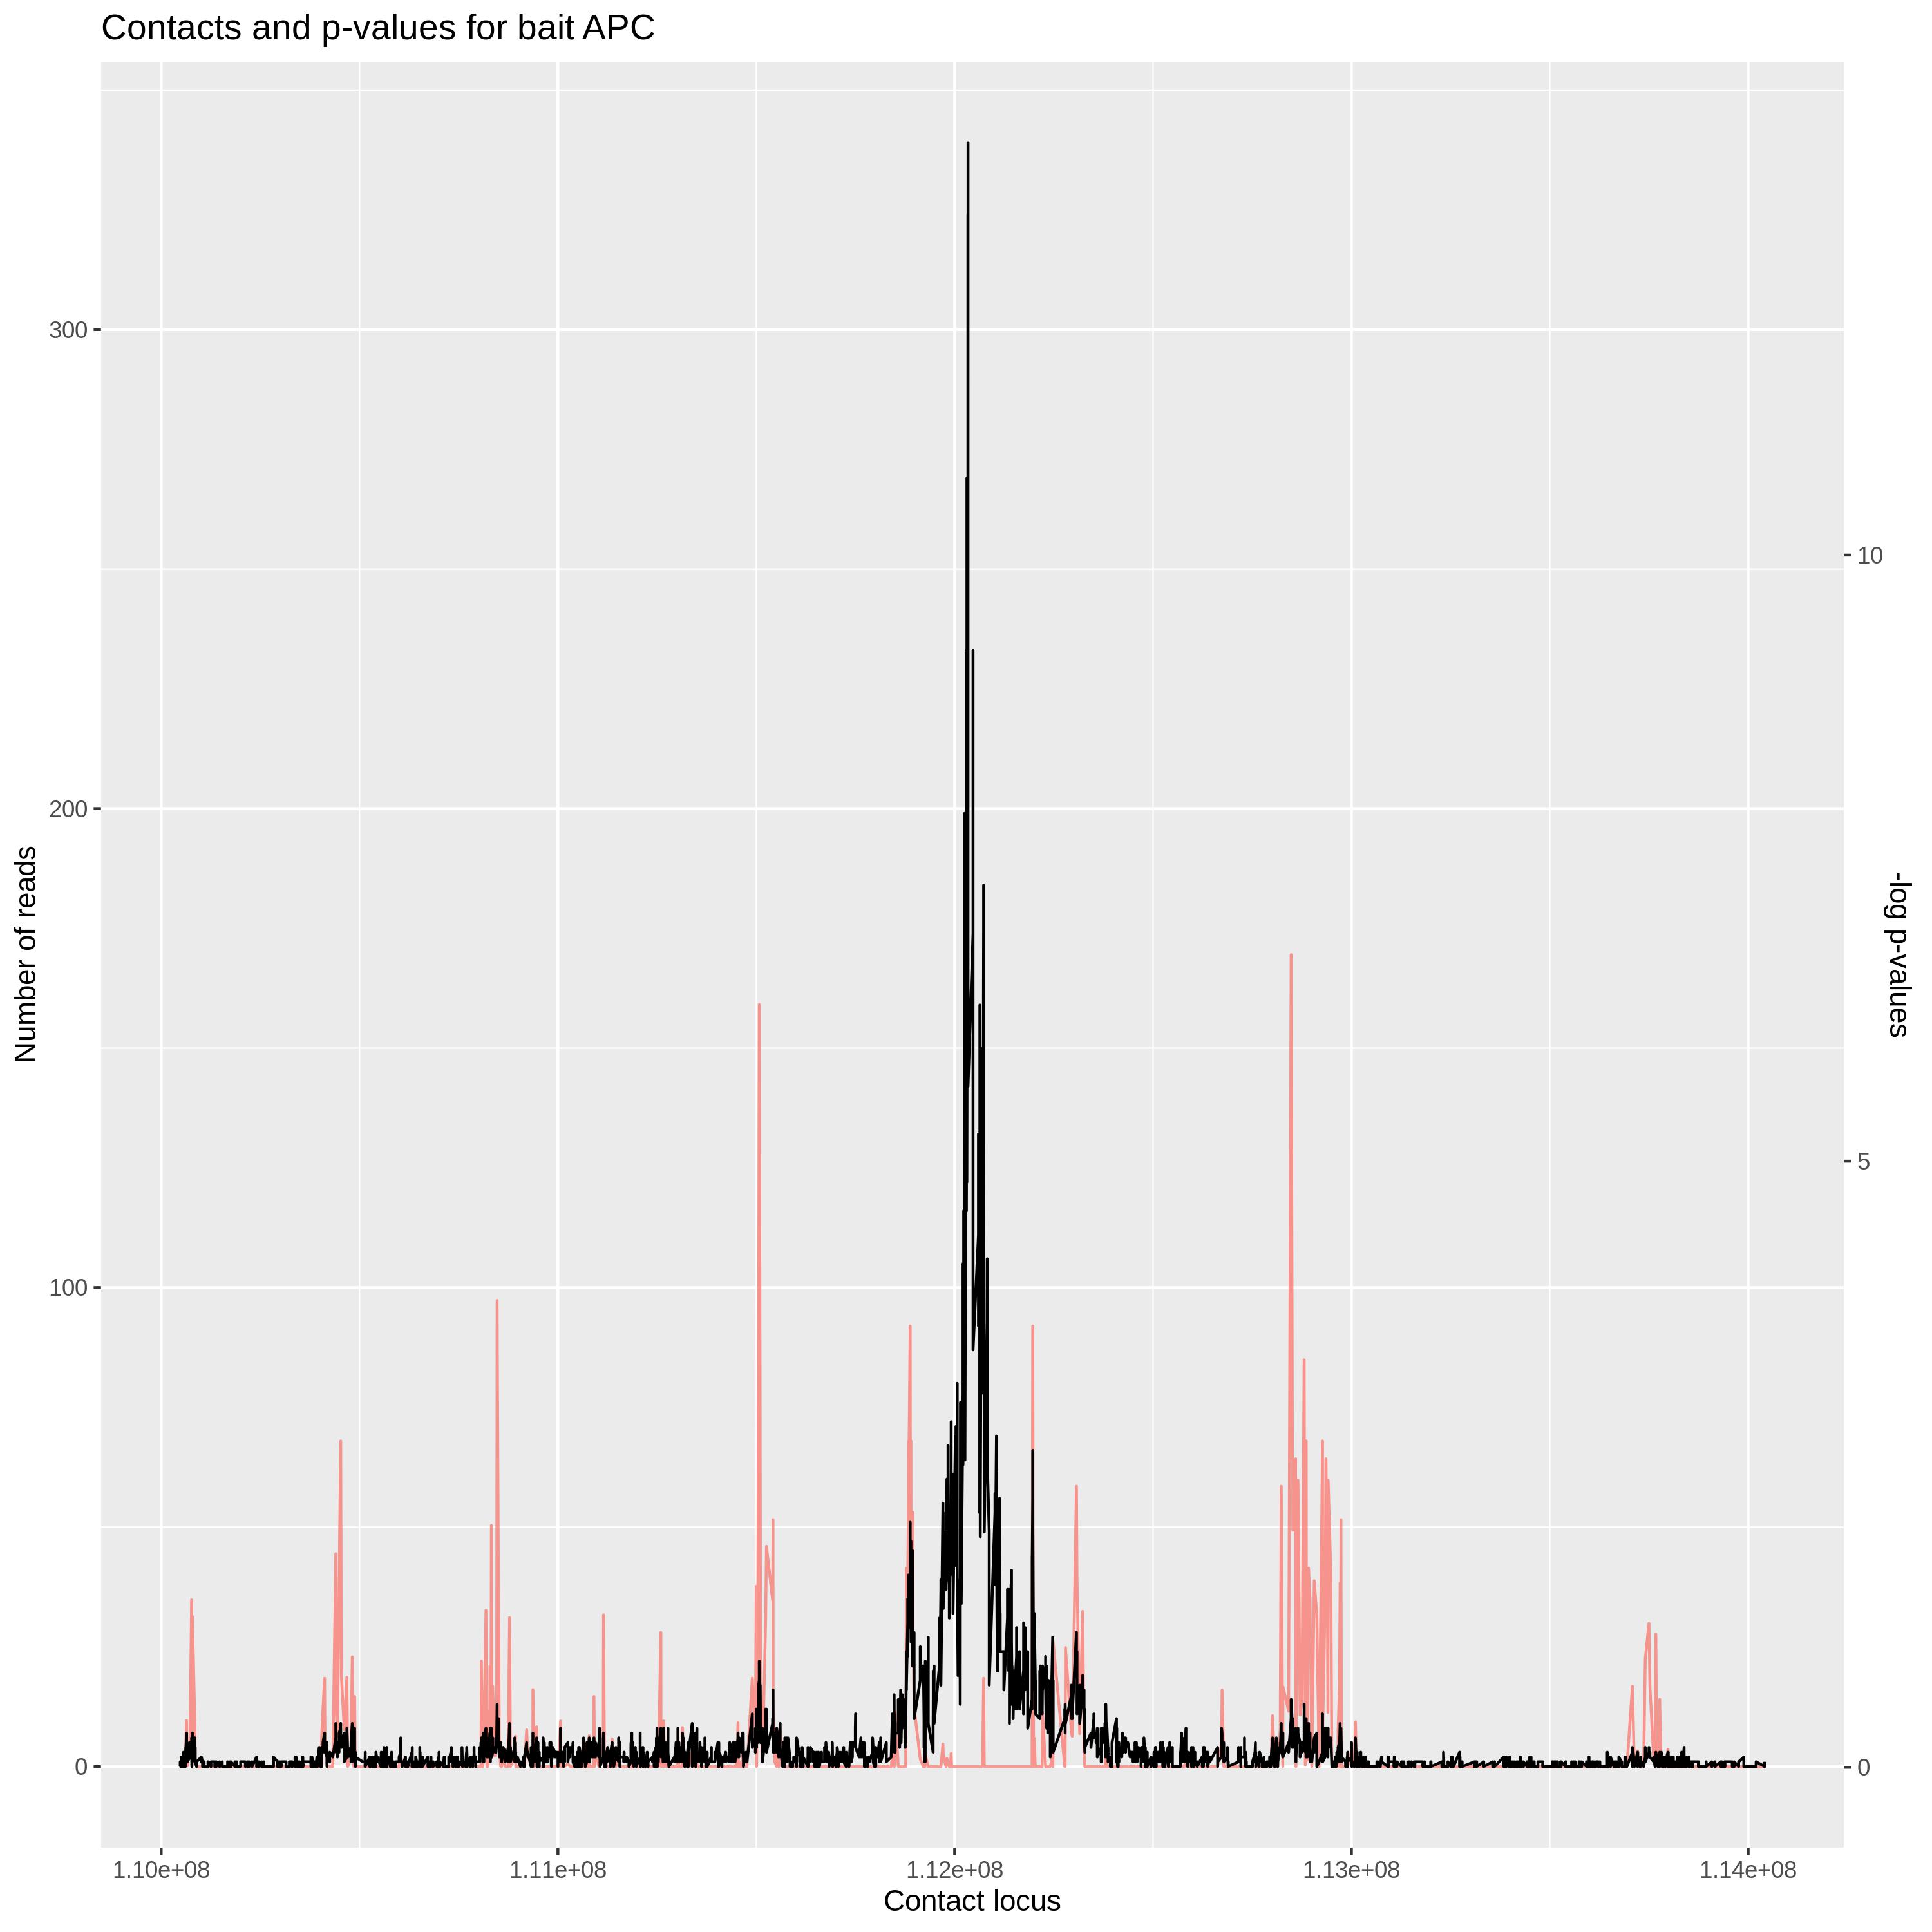 Contacts and p-values for bait APC
300
200
100
0
Number of reads
10
5
0
-log p-values
1.10e+08
1.11e+08
1.12e+08
1.13e+08
1.14e+08
Contact locus